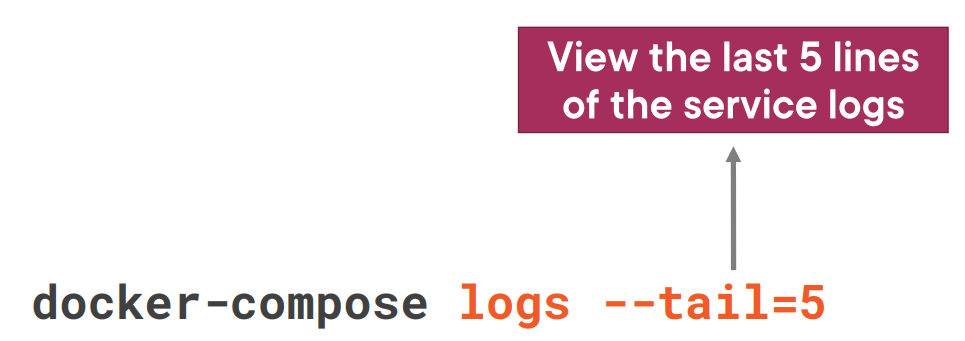 View the last 5 lines
of the service logs
docker-compose logs --tail=5